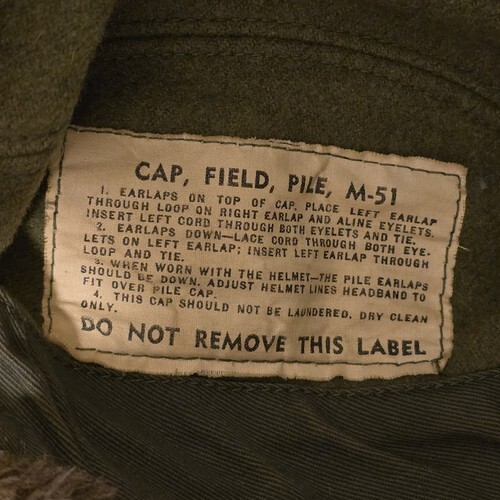 CAP, FIELD, PILE, M-51
1. EARLAPS ON TOP OF CAP. PLACE LEFT EARLAP
THROUGH LOOP ON RIGHT EARLAP AND ALINE EYELETS.
INSERT LEFT CORD THROUGH BOTH EYELETS AND TIE.
2. EARLAPS DOWN—LACE CORD THROUGH BOTH EYE-
LETS ON LEFT EARLAP; INSERT LEFT EARLAP THROUGH
LOOP AND TIE.
3. WHEN WORN WITH THE HELMET—THE PILE EARLAPS
SHOULD BE DOWN. ADJUST HELMET LINES HEADBAND TO
FIT OVER PILE CAP.
4. THIS CAP SHOULD NOT BE LAUNDERED. DRY CLEAN
ONLY.
DO NOT REMOVE THIS LABEL